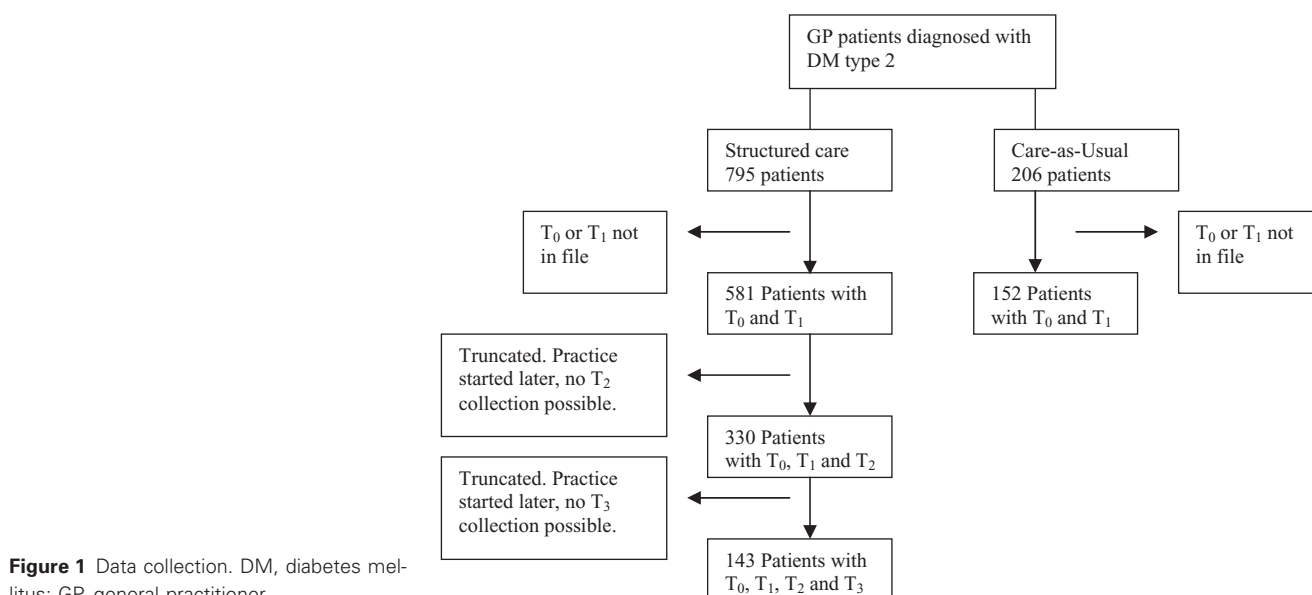 GP patients diagnosed with
DM type 2
Structured care
795 patients
Care-as-Usual
206 patients
T₀ or T₁ not
in file
T₀ or T₁ not
in file
581 Patients with
T₀ and T₁
152 Patients
with T₀ and T₁
Truncated. Practice
started later, no T₂
collection possible.
330 Patients
with T₀, T₁ and T₂
Truncated. Practice
started later, no T₃
collection possible.
143 Patients with
T₀, T₁, T₂ and T₃
Figure 1 Data collection. DM, diabetes mel-
litus; GP, general practitioner